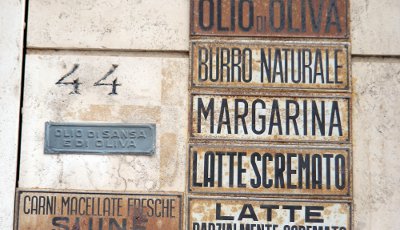 OLIO DI OLIVA
BURRO NATURALE
44
MARGARINA
OLIO DI SANSA
E DI OLIVA
LATTE SCREMATO
CARNI MACELLATE FRESCHE
SUINE
LATTE
PARZIALMENTE SCREMATO